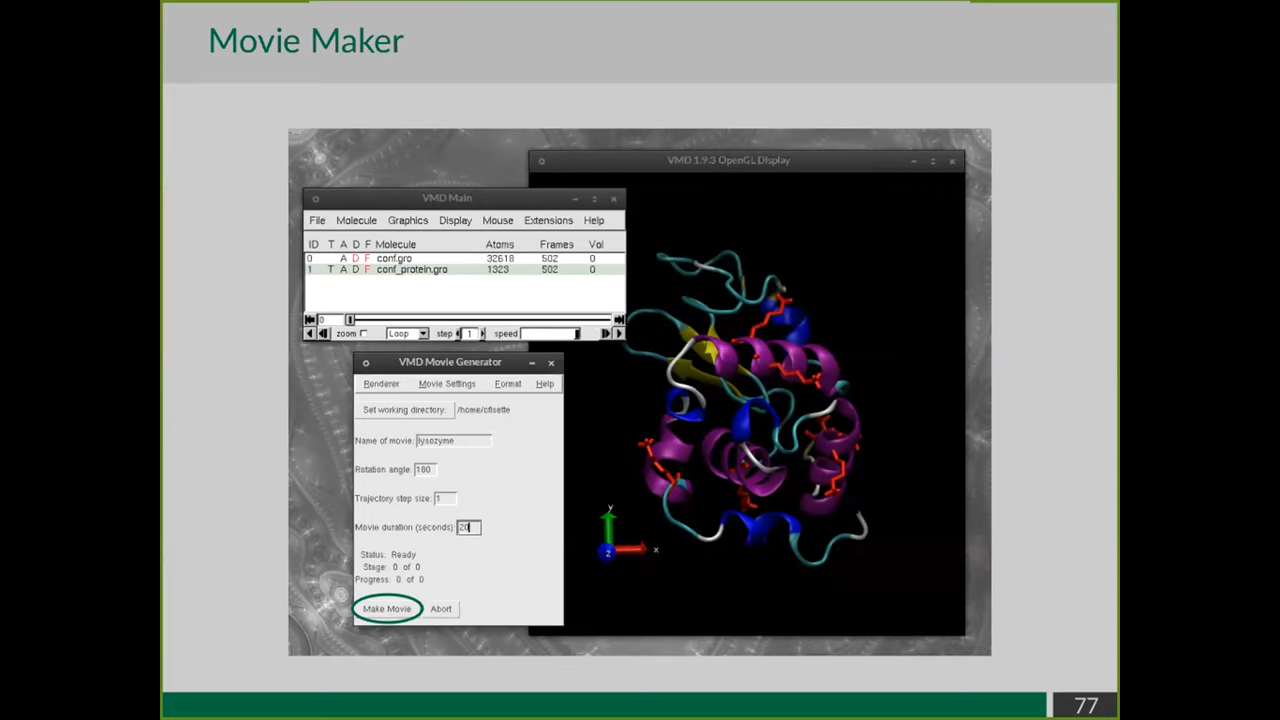 Movie Maker
VMD 1.9.3 OpenGL Display
VMD Main
File Molecule Graphics Display Mouse Extensions Help
ID T A D F Molecule Atoms Frames Vol
0 A D F conf.gro 32618 502 0
1 T A D F conf_protein.gro 1323 502 0
0
zoom Loop step 1 speed
VMD Movie Generator
Renderer Movie Settings Format Help
Set working directory: /home/cfisette
Name of movie: lysozyme
Rotation angle: 180
Trajectory step size: 1
Movie duration (seconds): 20
Status: Ready
Stage: 0 of 0
Progress: 0 of 0
Make Movie Abort
y
z x
77